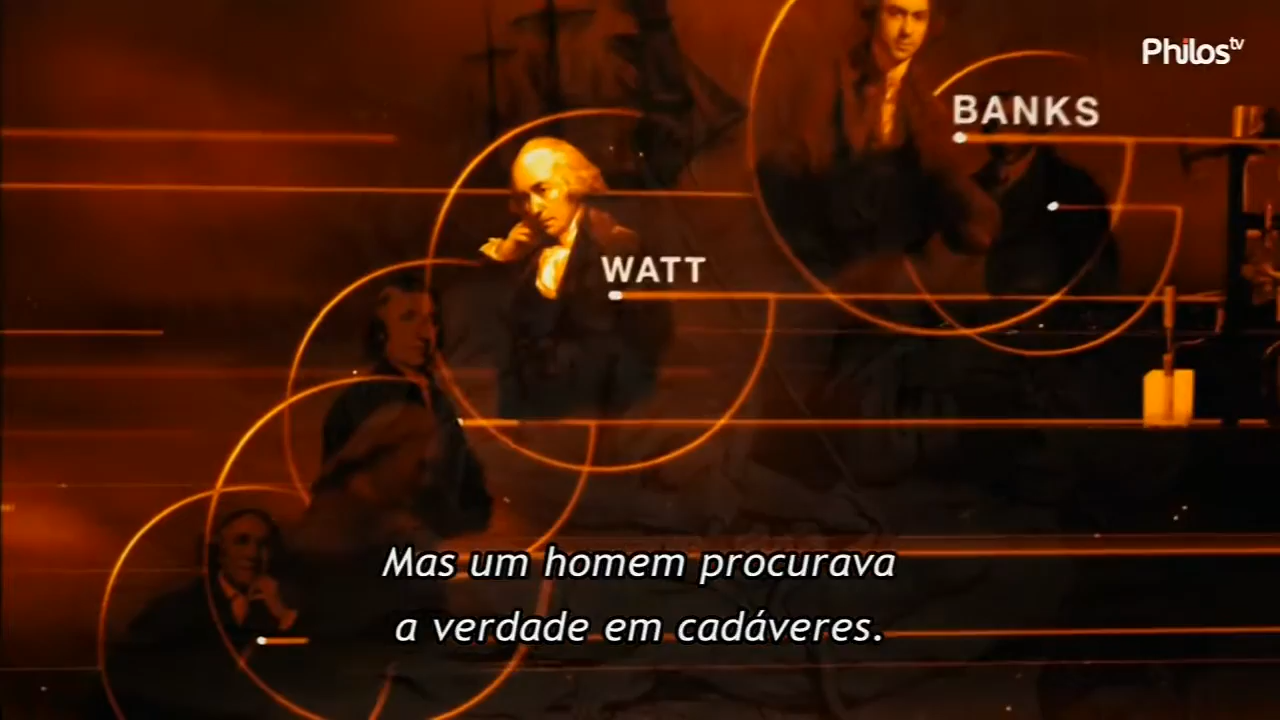 Philos tv
BANKS
WATT
Mas um homem procurava
a verdade em cadáveres.